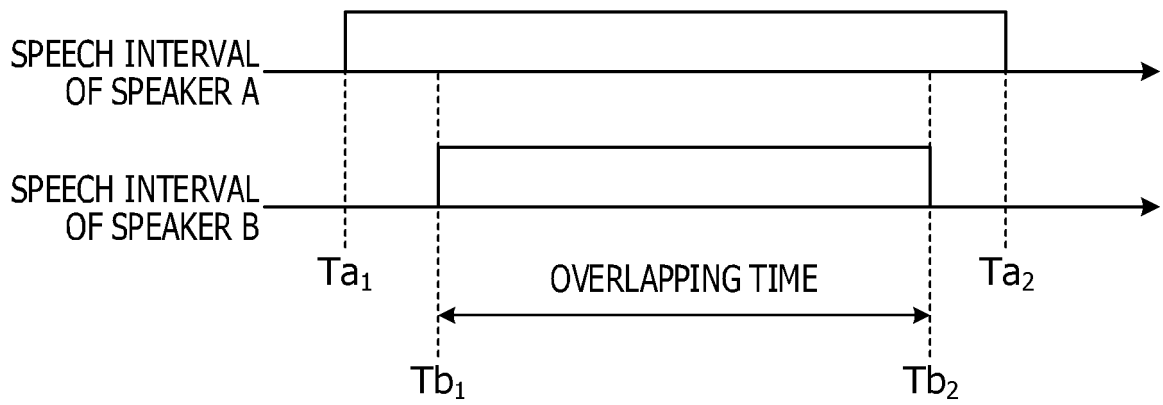 SPEECH INTERVAL
OF SPEAKER A
SPEECH INTERVAL
OF SPEAKER B
Ta₁
OVERLAPPING TIME
Ta₂
Tb₁
Tb₂